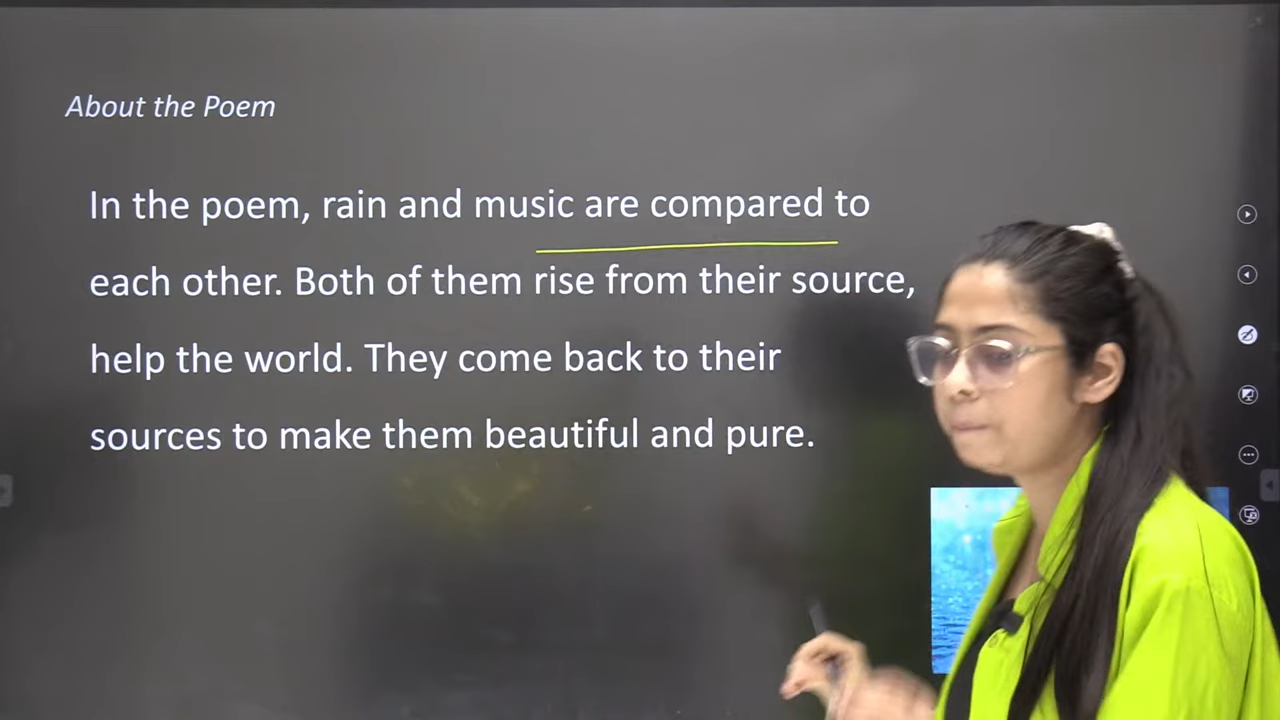 About the Poem
In the poem, rain and music are compared to
each other. Both of them rise from their source,
help the world. They come back to their
sources to make them beautiful and pure.